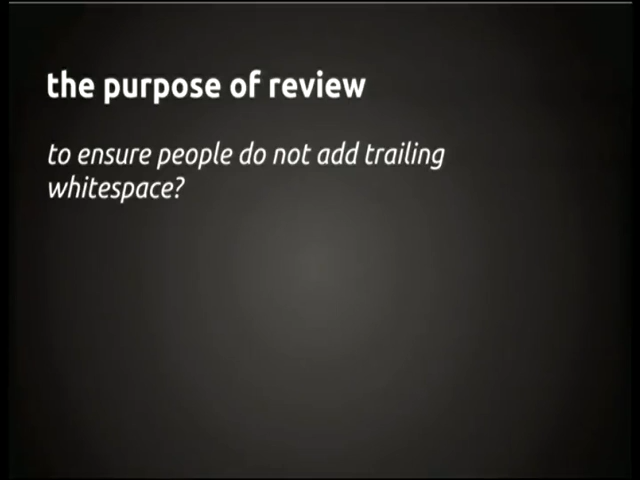 the purpose of review
to ensure people do not add trailing
whitespace?